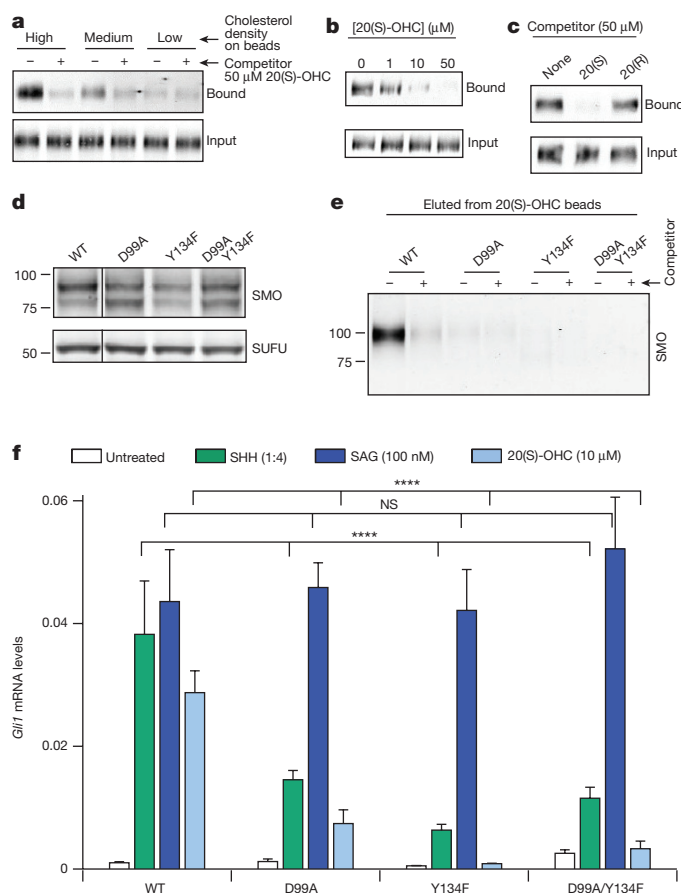 a
High Medium Low
Cholesterol density on beads
− + − + − +
Competitor 50 μM 20(S)-OHC
Bound
Input
b
[20(S)-OHC] (μM)
0 1 10 50
Bound
Input
c
Competitor (50 μM)
None 20(S) 20(R)
Bound
Input
d
WT D99A Y134F D99A Y134F
100
75
SMO
50
SUFU
e
Eluted from 20(S)-OHC beads
WT D99A Y134F D99A Y134F
− + − + − + − +
Competitor
100
75
SMO
f
Untreated SHH (1:4) SAG (100 nM) 20(S)-OHC (10 μM)
****
NS
****
Gli1 mRNA levels
0.06
0.04
0.02
0
WT D99A Y134F D99A/Y134F